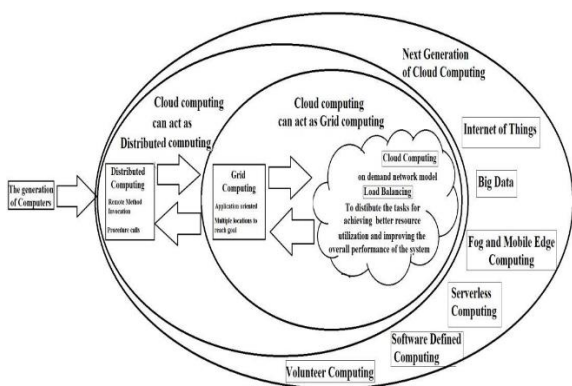 Next Generation
of Cloud Computing
Cloud computing
can act as
Distributed computing
Cloud computing
can act as Grid computing
The generation
of Computers
Distributed
Computing
Remote Method
Invocation
Procedure calls
Grid
Computing
Application oriented
Multiple locations to
reach goal
Cloud Computing
on demand network model
Load Balancing
To distibute the tasks for
achieving better resource
utilization and improving the
overall performance of the system
Internet of Things
Big Data
Fog and Mobile Edge
Computing
Serverless
Computing
Software Defined
Computing
Volunteer Computing